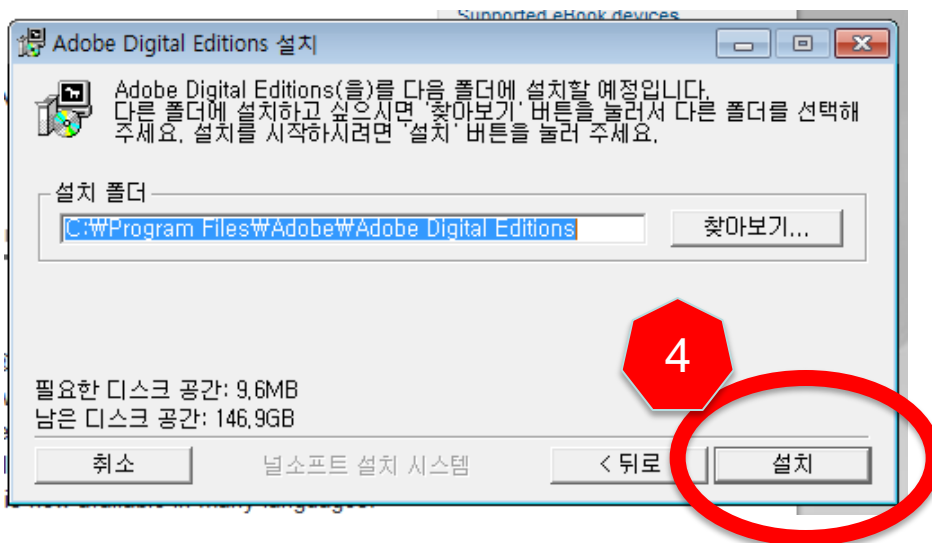 Supported eBook devices
Adobe Digital Editions 설치
Adobe Digital Editions(을)를 다음 폴더에 설치할 예정입니다.
다른 폴더에 설치하고 싶으시면 '찾아보기' 버튼을 눌러서 다른 폴더를 선택해
주세요. 설치를 시작하시려면 '설치' 버튼을 눌러 주세요.
설치 폴더
C:₩Program Files₩Adobe₩Adobe Digital Editions
찾아보기...
4
필요한 디스크 공간: 9.6MB
남은 디스크 공간: 146.9GB
취소
널소프트 설치 시스템
< 뒤로
설치
is now available in many languages.